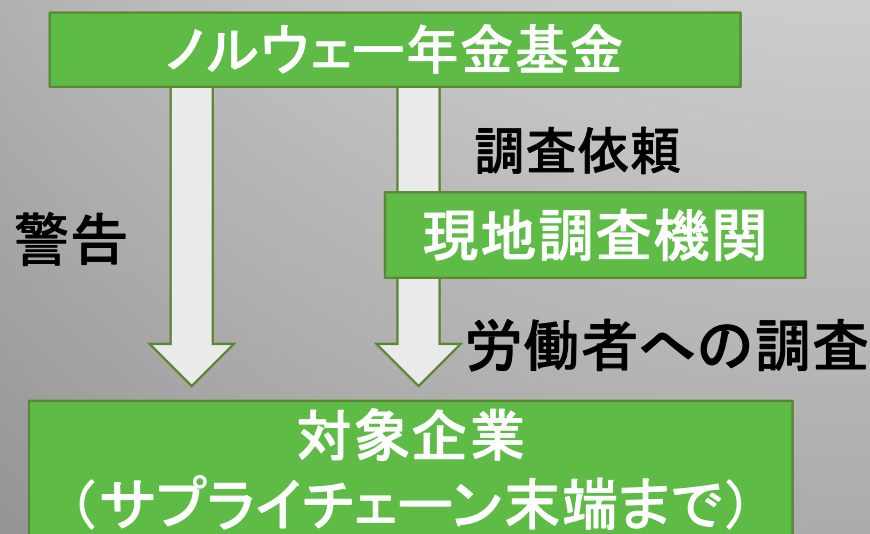 ノルウェー年金基金
調査依頼
警告
現地調査機関
労働者への調査
対象企業
（サプライチェーン末端まで）